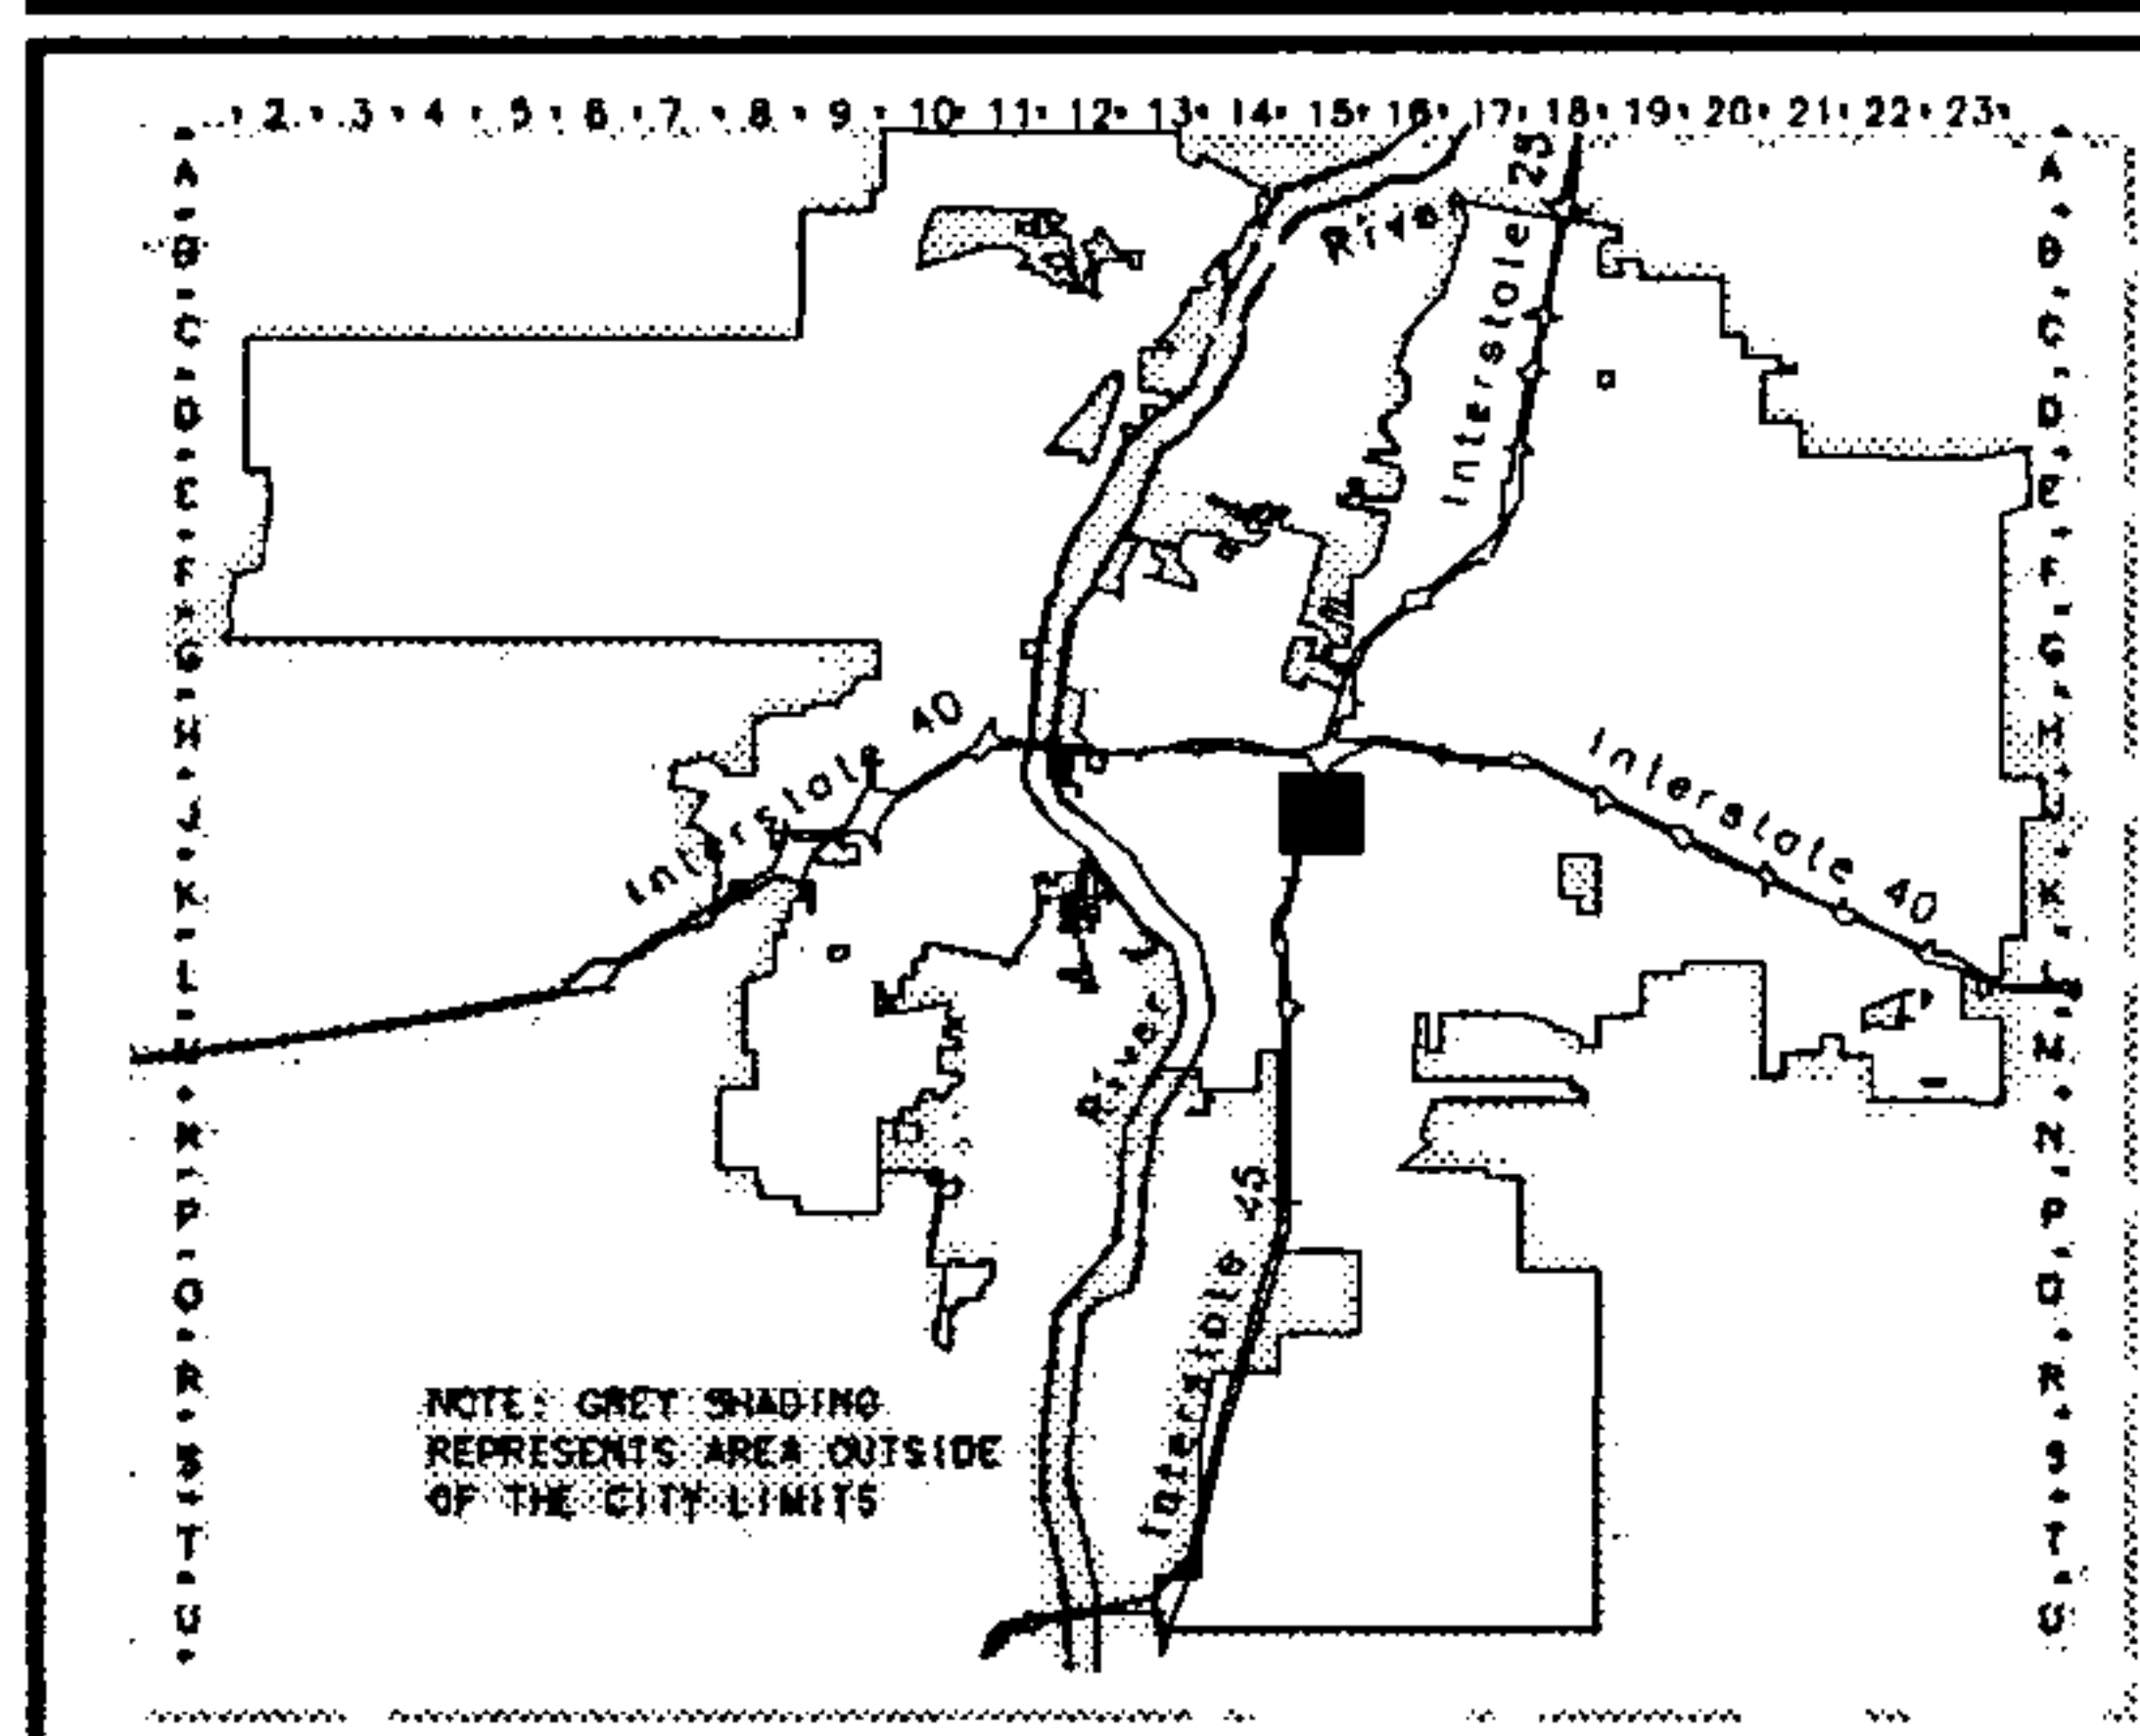 2 3 4 5 6 7 8 9 10 11 12 13 14 15 16 17 18 19 20 21 22 23
A A
B B
C C
D D
E E
F F
G G
H H
J J
K K
L L
M M
N N
P P
Q Q
R R
S S
T T
U U
Interstate 25
Interstate 40
Interstate 40
River
Interstate
NOTE: GREY SHADING
REPRESENTS AREA OUTSIDE
OF THE CITY LIMITS